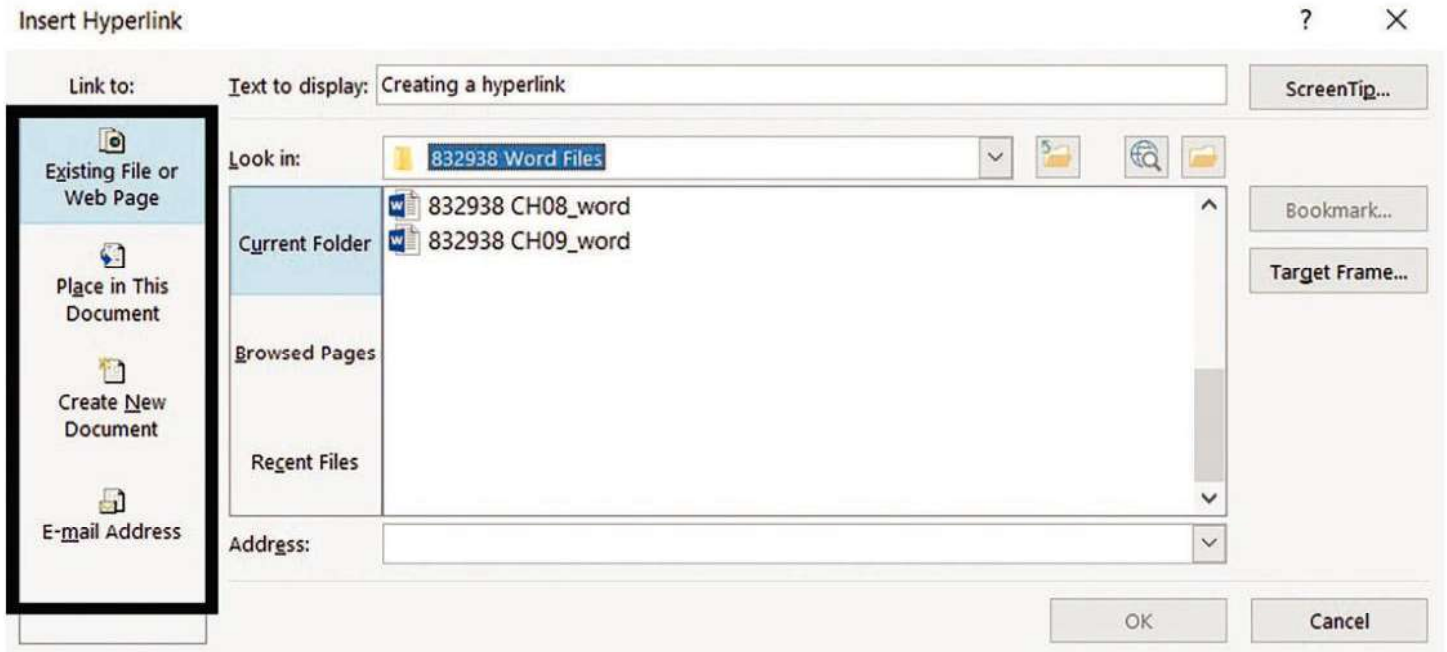 Insert Hyperlink
?
Link to:
Text to display:
Creating a hyperlink
ScreenTip...
Existing File or
Web Page
Place in This
Document
Create New
Document
E-mail Address
Look in:
832938 Word Files
Current Folder
Browsed Pages
Recent Files
832938 CH08_word
832938 CH09_word
Bookmark...
Target Frame...
Address:
OK
Cancel